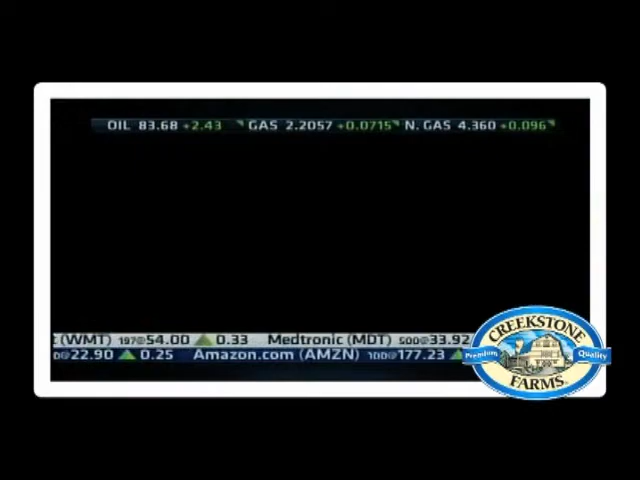 OIL 83.68 +2.43 GAS 2.2057 +0.0715 N. GAS 4.360 +0.096
(WMT) 197@54.00 0.33 Medtronic (MDT) 500@33.92
@22.90 0.25 Amazon.com (AMZN) 100@177.23
CREEKSTONE
Premium Quality
FARMS